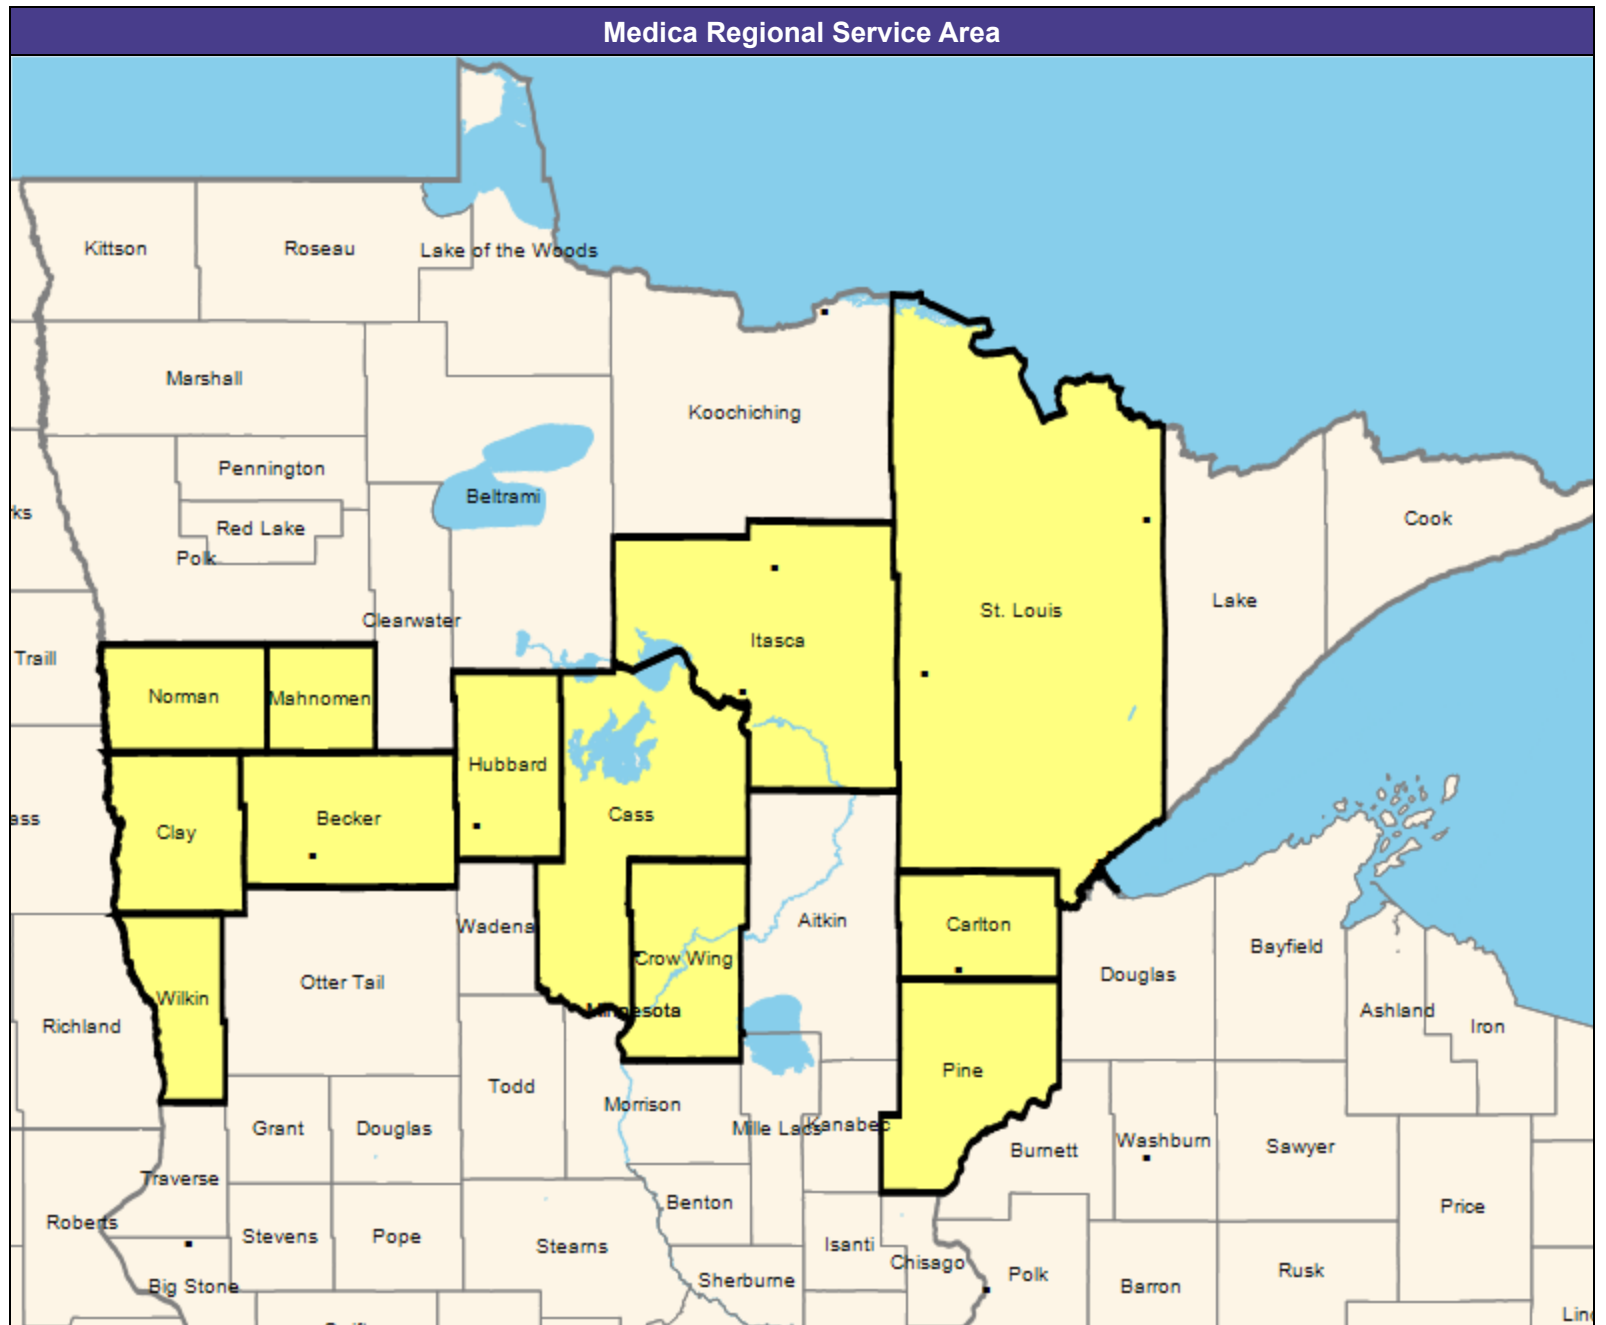 Medica Regional Service Area
Kittson
Roseau
Lake of the Woods
Marshall
Koochiching
Pennington
Beltrami
ks
Red Lake
Cook
Polk
Clearwater
St. Louis
Lake
Itasca
Traill
Norman
Mahnomen
Hubbard
Cass
ass
Clay
Becker
Aitkin
Carlton
Wadena
Crow Wing
Bayfield
Douglas
Otter Tail
Wilkin
Minnesota
Ashland
Richland
Iron
Pine
Todd
Morrison
Grant
Douglas
Mille Lacs
Kanabec
Washburn
Burnett
Sawyer
Traverse
Benton
Price
Roberts
Stevens
Pope
Stearns
Isanti
Chisago
Polk
Rusk
Big Stone
Sherburne
Barron